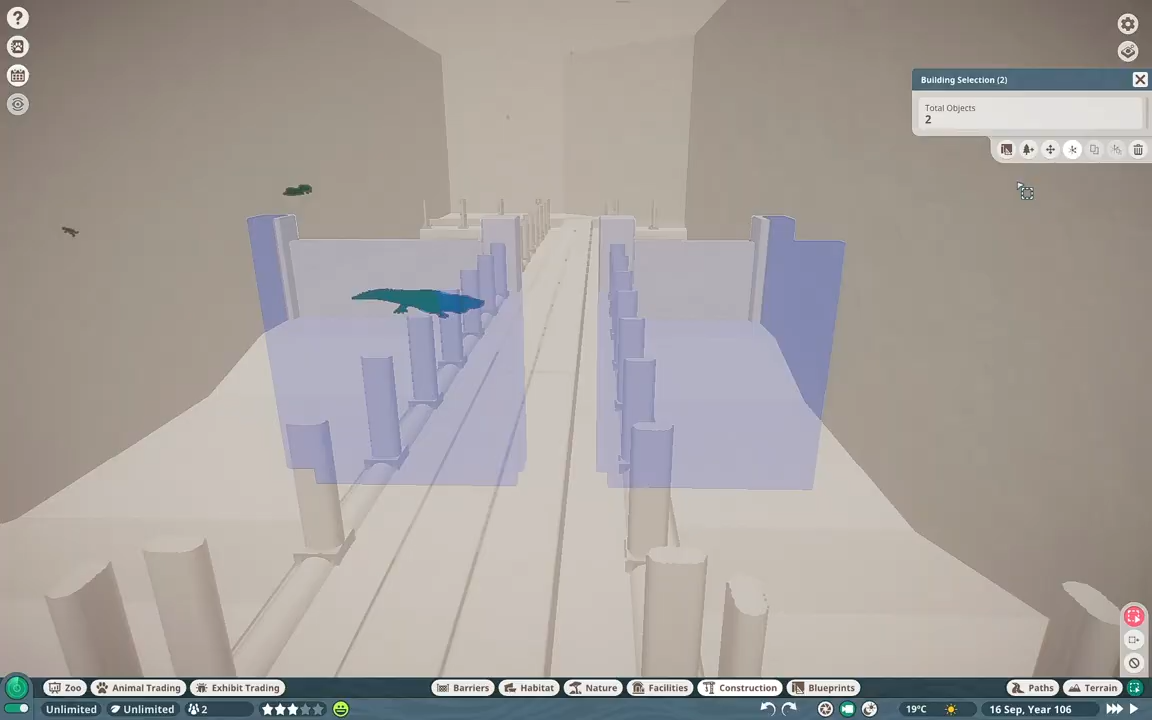 ?
Building Selection (2)
Total Objects
2
Zoo
Animal Trading
Exhibit Trading
Barriers
Habitat
Nature
Facilities
Construction
Blueprints
Paths
Terrain
Unlimited
Unlimited
2
19°C
16 Sep, Year 106